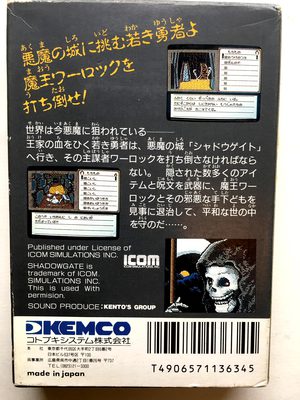 悪魔の城に挑む若き勇者よ
魔王ワーロックを
打ち倒せ!
世界は今悪魔に狙われている─
王家の血をひく若き勇者は、悪魔の城「シャドウゲイト」
へ行き、その主謀者ワーロックを打ち倒さなければなら
ない。隠された数多くのアイ
テムと呪文を武器に、魔王ワー
ロックとその邪悪な手下どもを
見事に退治して、平和な世の中
を守のだ……。
Published under License of
ICOM SIMULATIONS INC.
SHADOWGATE is
trademark of ICOM.
SIMULATIONS INC.
This is used With
permision.
ICOM
SOUND PRODUCE : KENTO'S GROUP
KEMCO
コトブキシステム株式会社
made in japan
T4906571136345